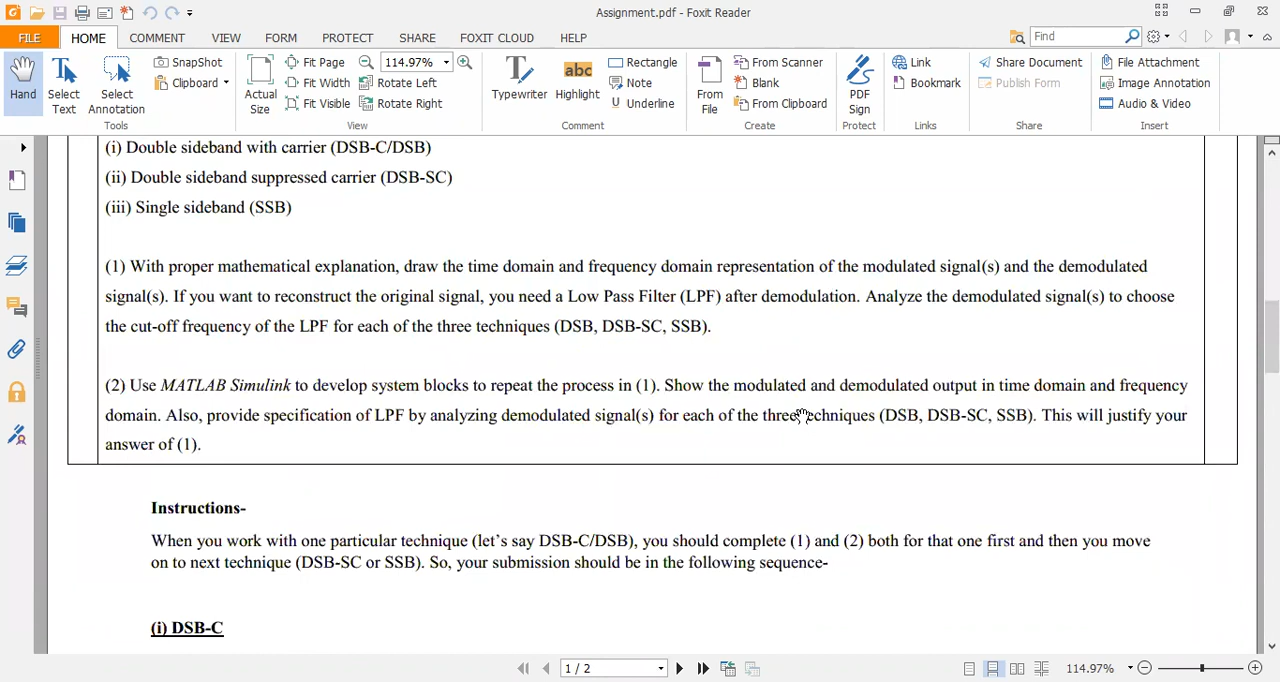 Assignment.pdf - Foxit Reader
FILE HOME COMMENT VIEW FORM PROTECT SHARE FOXIT CLOUD HELP
Find
Hand
Select Text
Select Annotation
SnapShot
Clipboard
Tools
Actual Size
Fit Page
Fit Width
Fit Visible
114.97%
Rotate Left
Rotate Right
View
Typewriter
Highlight
Rectangle
Note
Underline
Comment
From File
From Scanner
Blank
From Clipboard
Create
PDF Sign
Protect
Link
Bookmark
Links
Share Document
Publish Form
Share
File Attachment
Image Annotation
Audio & Video
Insert
(i) Double sideband with carrier (DSB-C/DSB)
(ii) Double sideband suppressed carrier (DSB-SC)
(iii) Single sideband (SSB)
(1) With proper mathematical explanation, draw the time domain and frequency domain representation of the modulated signal(s) and the demodulated
signal(s). If you want to reconstruct the original signal, you need a Low Pass Filter (LPF) after demodulation. Analyze the demodulated signal(s) to choose
the cut-off frequency of the LPF for each of the three techniques (DSB, DSB-SC, SSB).
(2) Use MATLAB Simulink to develop system blocks to repeat the process in (1). Show the modulated and demodulated output in time domain and frequency
domain. Also, provide specification of LPF by analyzing demodulated signal(s) for each of the three techniques (DSB, DSB-SC, SSB). This will justify your
answer of (1).
Instructions-
When you work with one particular technique (let's say DSB-C/DSB), you should complete (1) and (2) both for that one first and then you move
on to next technique (DSB-SC or SSB). So, your submission should be in the following sequence-
(i) DSB-C
1 / 2
114.97%